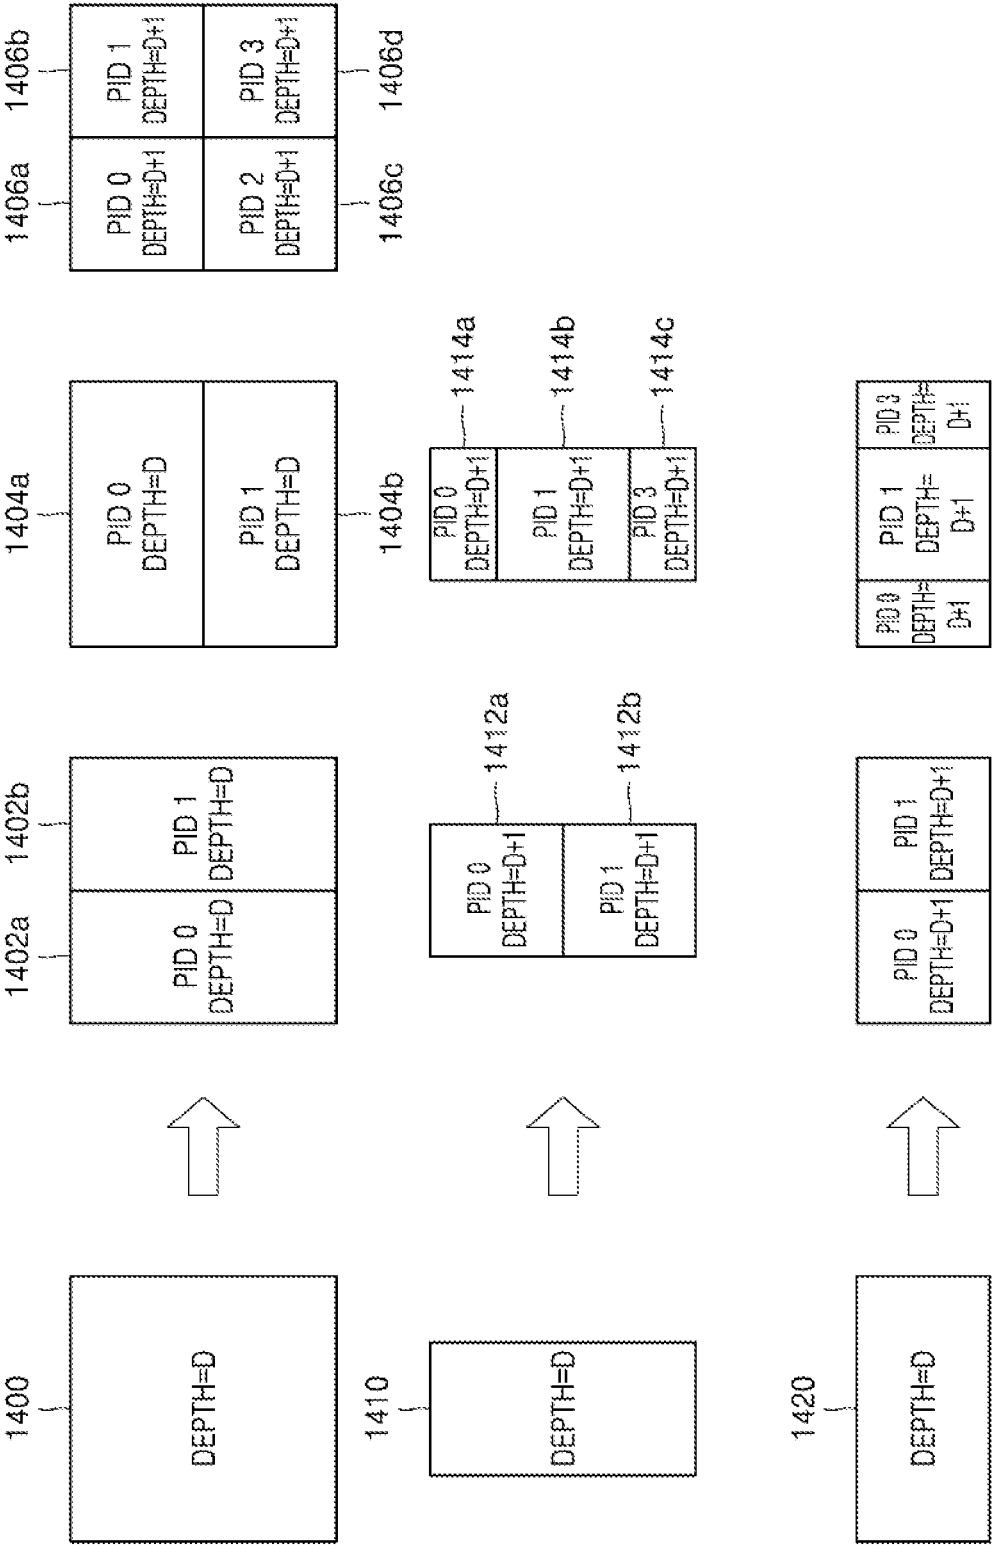 1400
DEPTH=D
1402a
1402b
PID 0
DEPTH=D
PID 1
DEPTH=D
1404a
PID 0
DEPTH=D
PID 1
DEPTH=D
1404b
1406a
1406b
PID 0
DEPTH=D+1
PID 1
DEPTH=D+1
PID 2
DEPTH=D+1
PID 3
DEPTH=D+1
1406c
1406d
1410
DEPTH=D
PID 0
DEPTH=D+1
1412a
PID 1
DEPTH=D+1
1412b
PID 0
DEPTH=D+1
1414a
PID 1
DEPTH=D+1
1414b
PID 3
DEPTH=D+1
1414c
1420
DEPTH=D
PID 0
DEPTH=D+1
PID 1
DEPTH=D+1
PID 0
DEPTH=
D+1
PID 1
DEPTH=
D+1
PID 3
DEPTH=
D+1